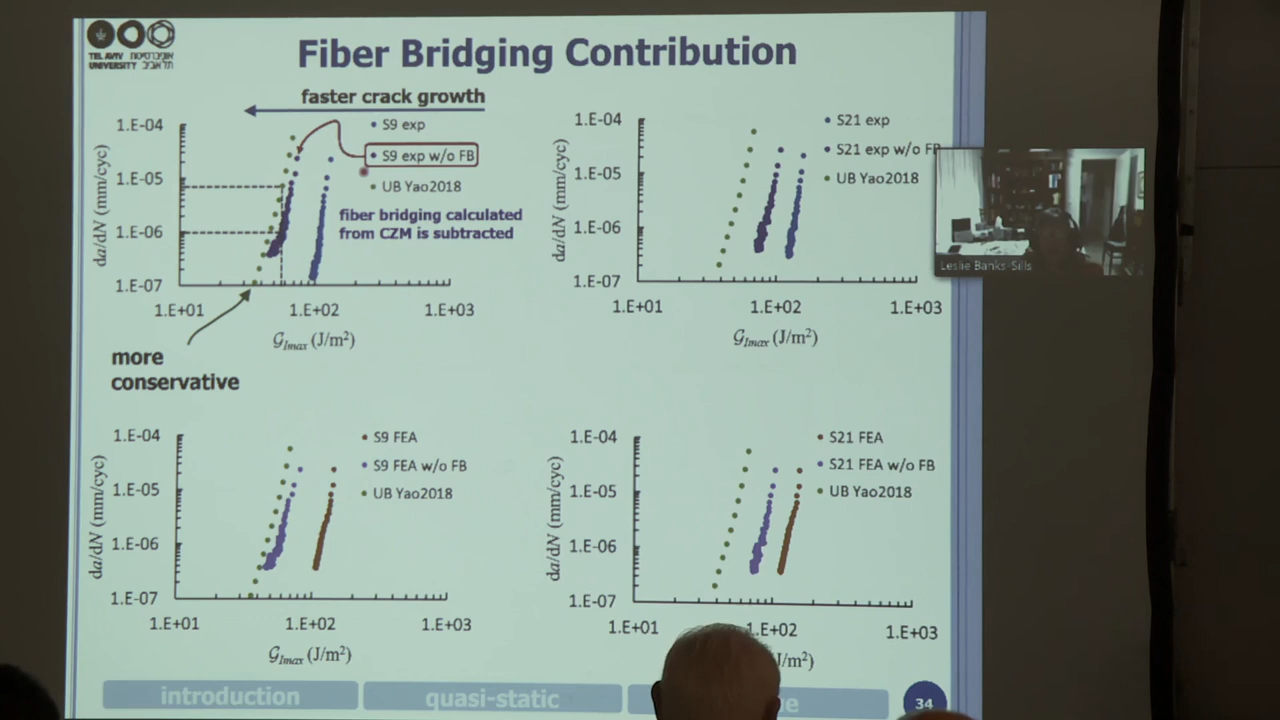 TEL AVIV אוניברסיטת
UNIVERSITY תל אביב
Fiber Bridging Contribution
faster crack growth
S9 exp
S9 exp w/o FB
UB Yao2018
fiber bridging calculated
from CZM is subtracted
1.E-04
1.E-05
1.E-06
1.E-07
da/dN (mm/cyc)
1.E+01 1.E+02 1.E+03
𝒢Imax (J/m²)
more
conservative
S21 exp
S21 exp w/o FB
UB Yao2018
1.E-04
1.E-05
1.E-06
1.E-07
da/dN (mm/cyc)
1.E+01 1.E+02 1.E+03
𝒢Imax (J/m²)
Leslie Banks-Sills
S9 FEA
S9 FEA w/o FB
UB Yao2018
1.E-04
1.E-05
1.E-06
1.E-07
da/dN (mm/cyc)
1.E+01 1.E+02 1.E+03
𝒢Imax (J/m²)
S21 FEA
S21 FEA w/o FB
UB Yao2018
1.E-04
1.E-05
1.E-06
1.E-07
da/dN (mm/cyc)
1.E+01 1.E+02 1.E+03
J/m²)
introduction quasi-static 34